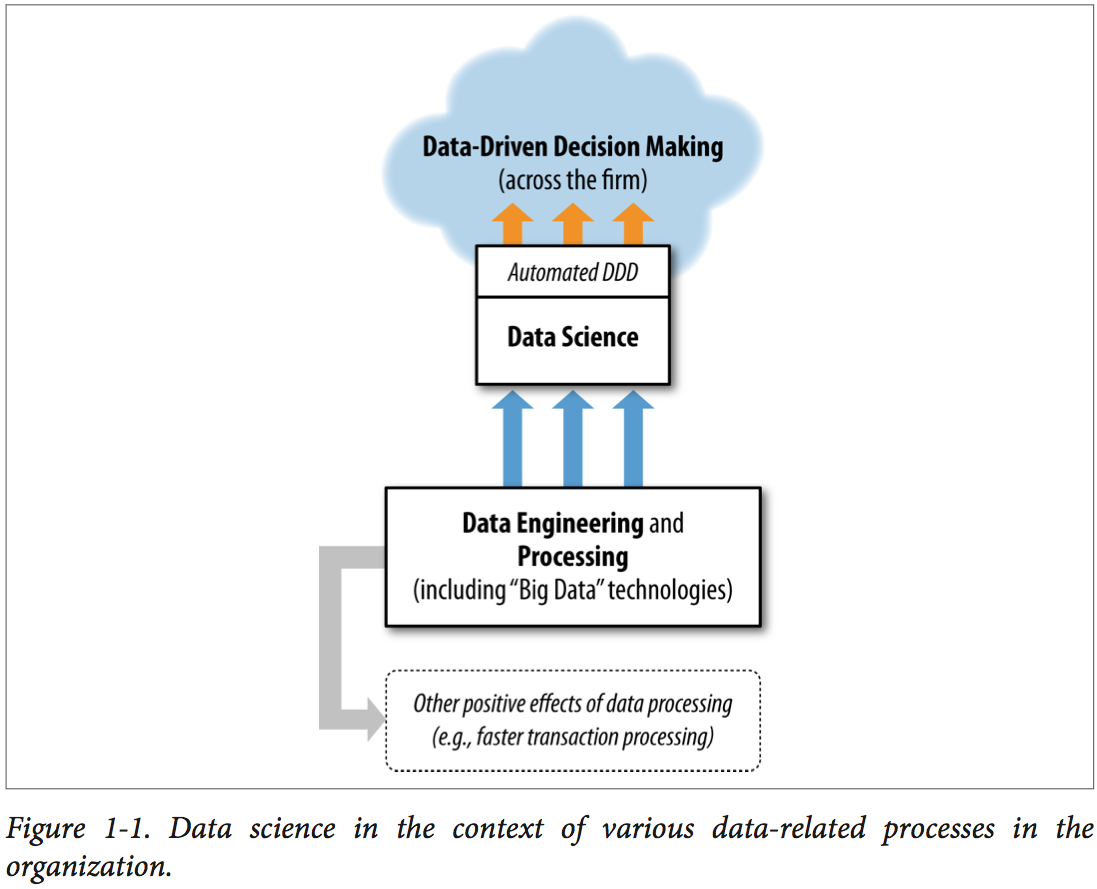 Data-Driven Decision Making
(across the firm)
Automated DDD
Data Science
Data Engineering and
Processing
(including “Big Data” technologies)
Other positive effects of data processing
(e.g., faster transaction processing)
Figure 1-1. Data science in the context of various data-related processes in the
organization.